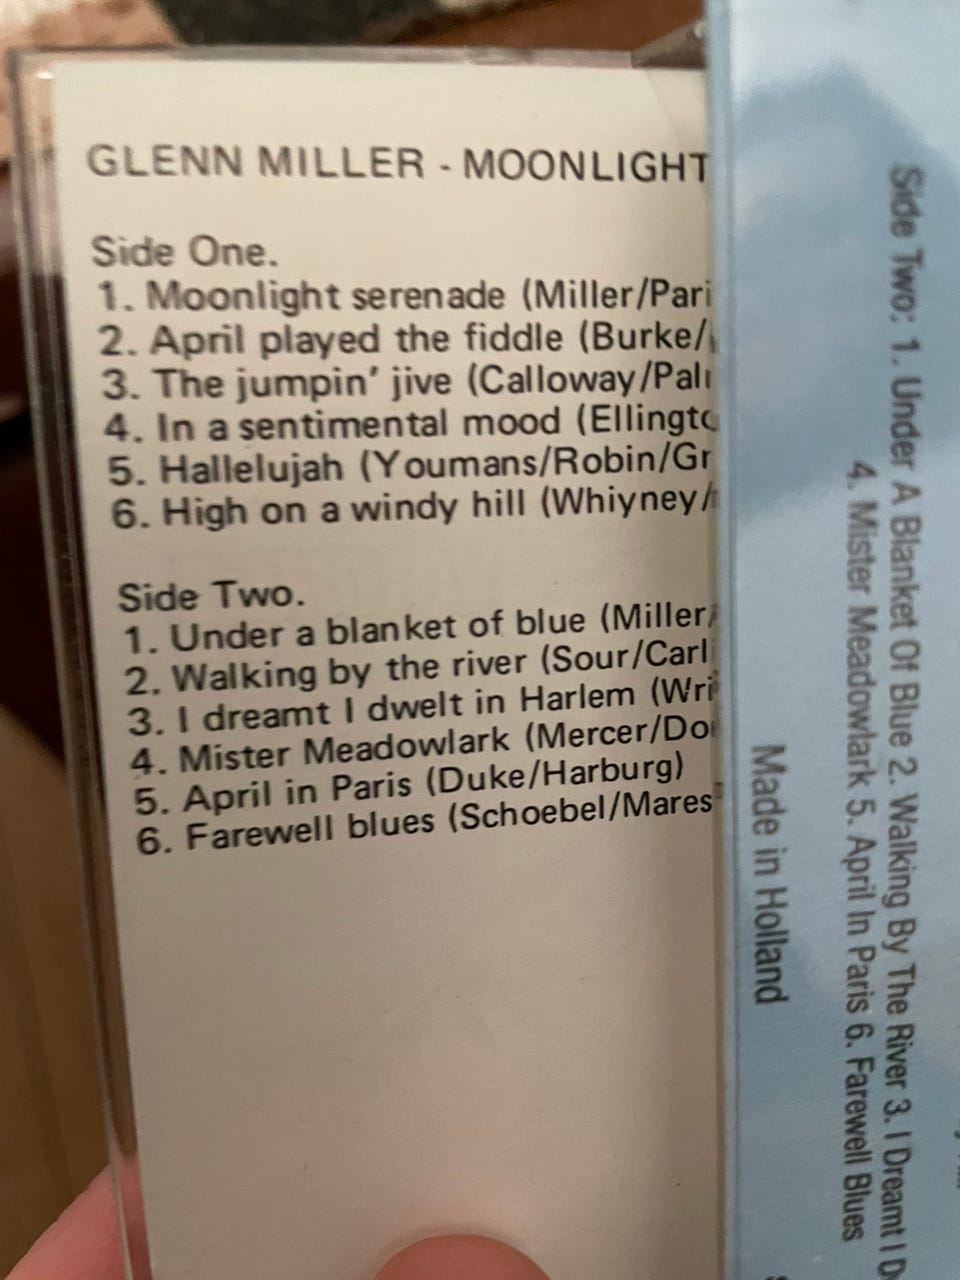 GLENN MILLER - MOONLIGHT
Side One.
1. Moonlight serenade (Miller/Pari
2. April played the fiddle (Burke/
3. The jumpin' jive (Calloway/Pal
4. In a sentimental mood (Ellingto
5. Hallelujah (Youmans/Robin/Gr
6. High on a windy hill (Whiyney/
Side Two.
1. Under a blanket of blue (Miller/
2. Walking by the river (Sour/Carl
3. I dreamt I dwelt in Harlem (Wri
4. Mister Meadowlark (Mercer/Do
5. April in Paris (Duke/Harburg)
6. Farewell blues (Schoebel/Mares
Side Two: 1. Under A Blanket Of Blue 2. Walking By The River 3. I Dreamt I D
4. Mister Meadowlark 5. April In Paris 6. Farewell Blues
Made in Holland